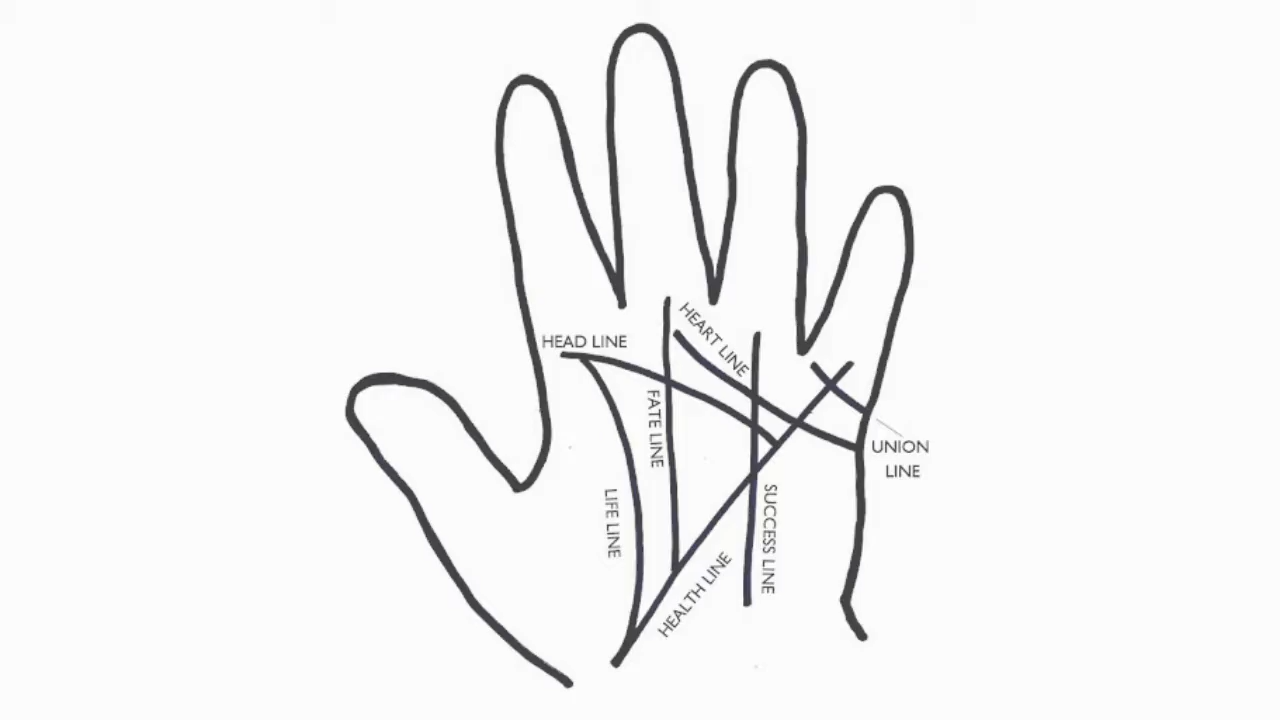 HEAD LINE
HEART LINE
FATE LINE
UNION
LINE
LIFE LINE
SUCCESS LINE
HEALTH LINE